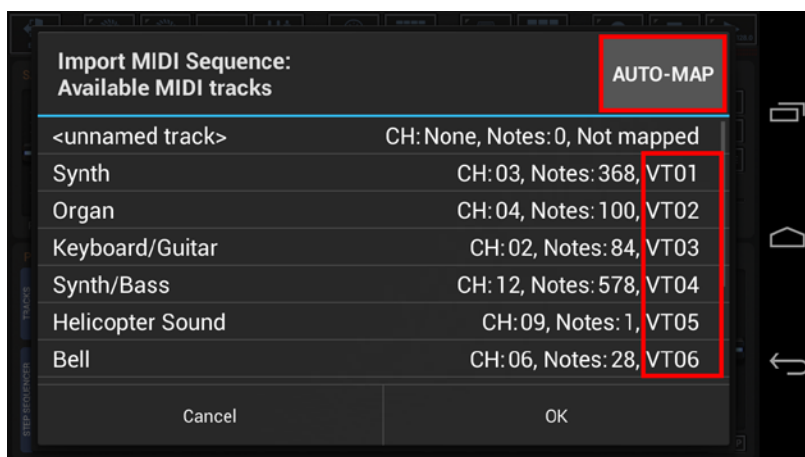 Import MIDI Sequence:
Available MIDI tracks
AUTO-MAP
<unnamed track> CH: None, Notes: 0, Not mapped
Synth CH: 03, Notes: 368, VT01
Organ CH: 04, Notes: 100, VT02
Keyboard/Guitar CH: 02, Notes: 84, VT03
Synth/Bass CH: 12, Notes: 578, VT04
Helicopter Sound CH: 09, Notes: 1, VT05
Bell CH: 06, Notes: 28, VT06
Cancel OK
TRACKS
STEP SEQUENCER